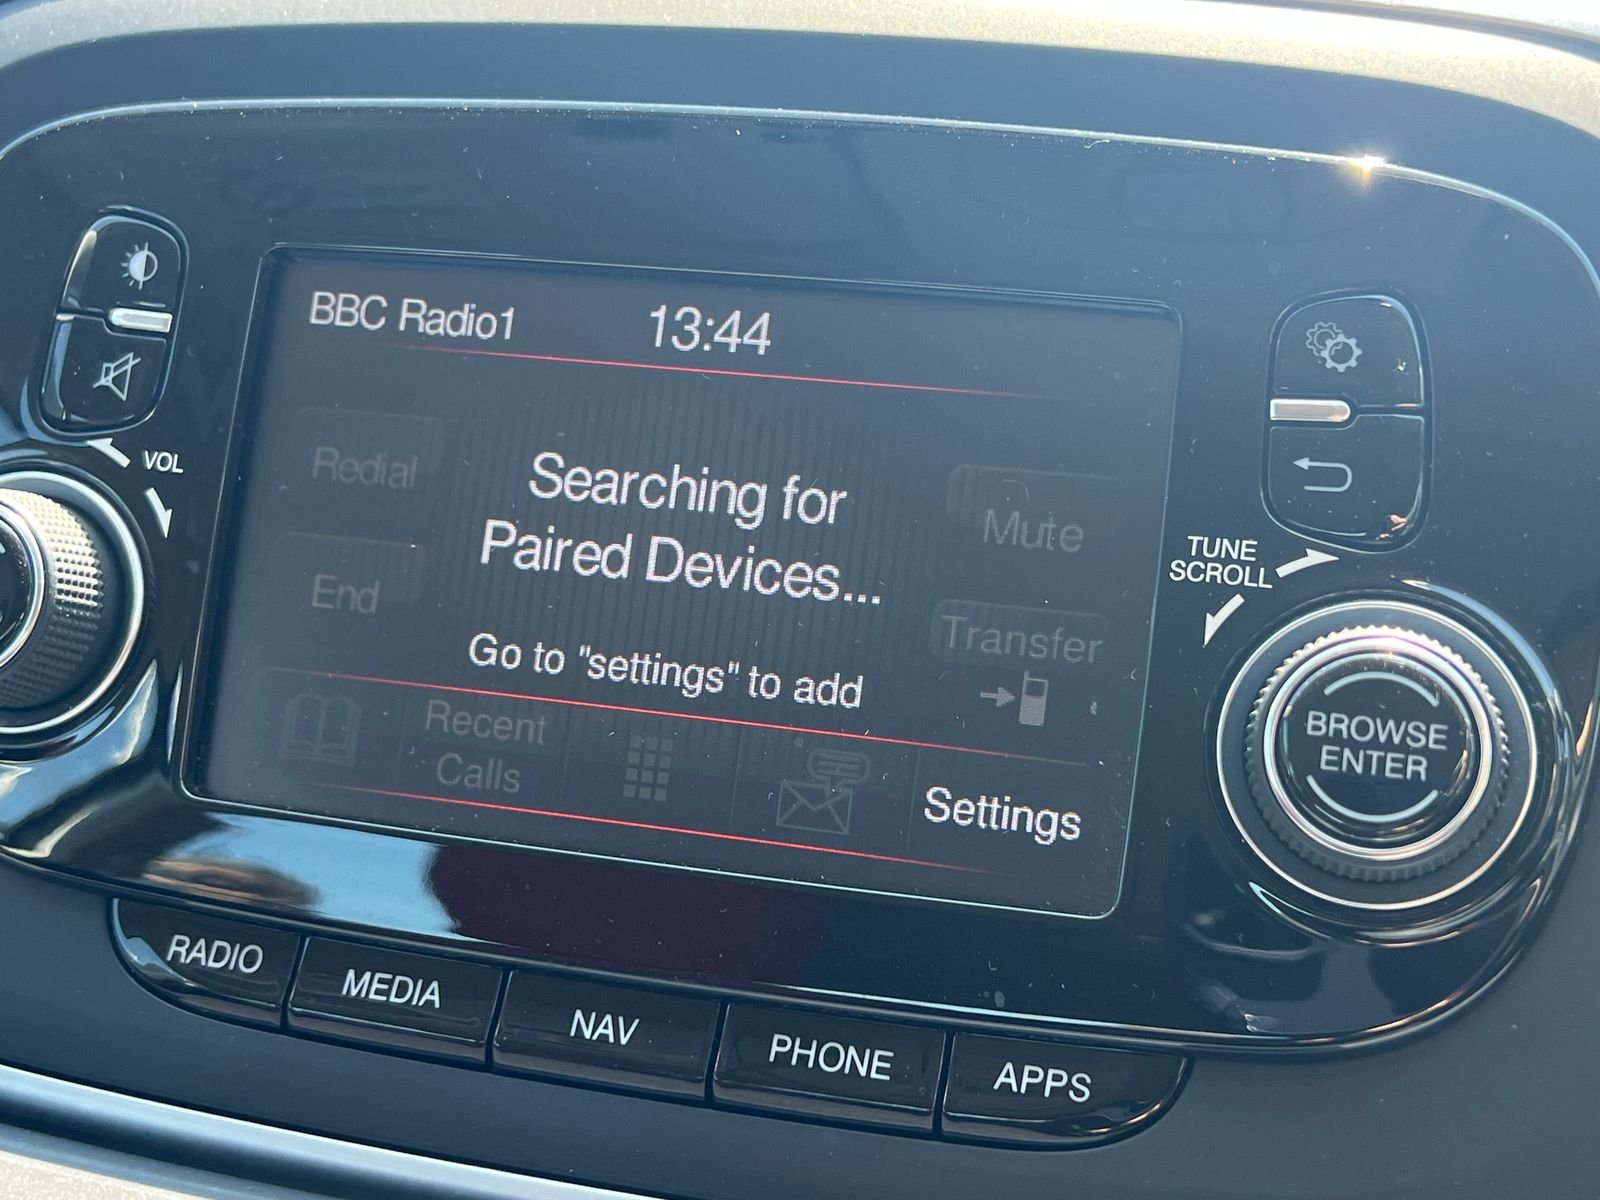 BBC Radio1
13:44
Redial
Searching for
Paired Devices...
Mute
End
Transfer
Go to "settings" to add
Recent
Calls
Settings
VOL
TUNE
SCROLL
BROWSE
ENTER
RADIO
MEDIA
NAV
PHONE
APPS